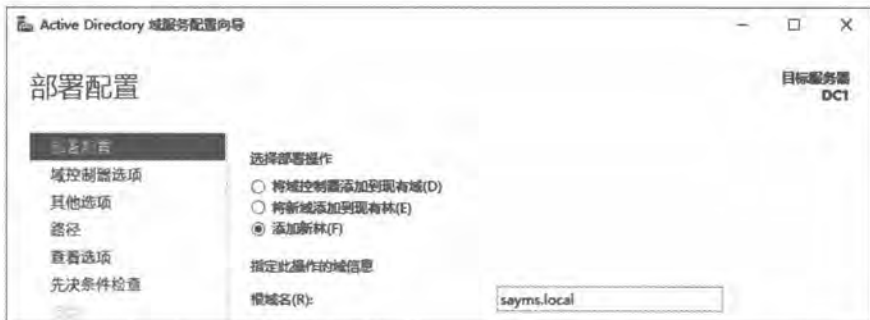 Active Directory 域服务配置向导
部署配置
目标服务器
DC1
部署配置
域控制器选项
其他选项
路径
查看选项
先决条件检查
选择部署操作
将域控制器添加到现有域(D)
将新域添加到现有林(E)
添加新林(F)
指定此操作的域信息
根域名(R):
sayms.local